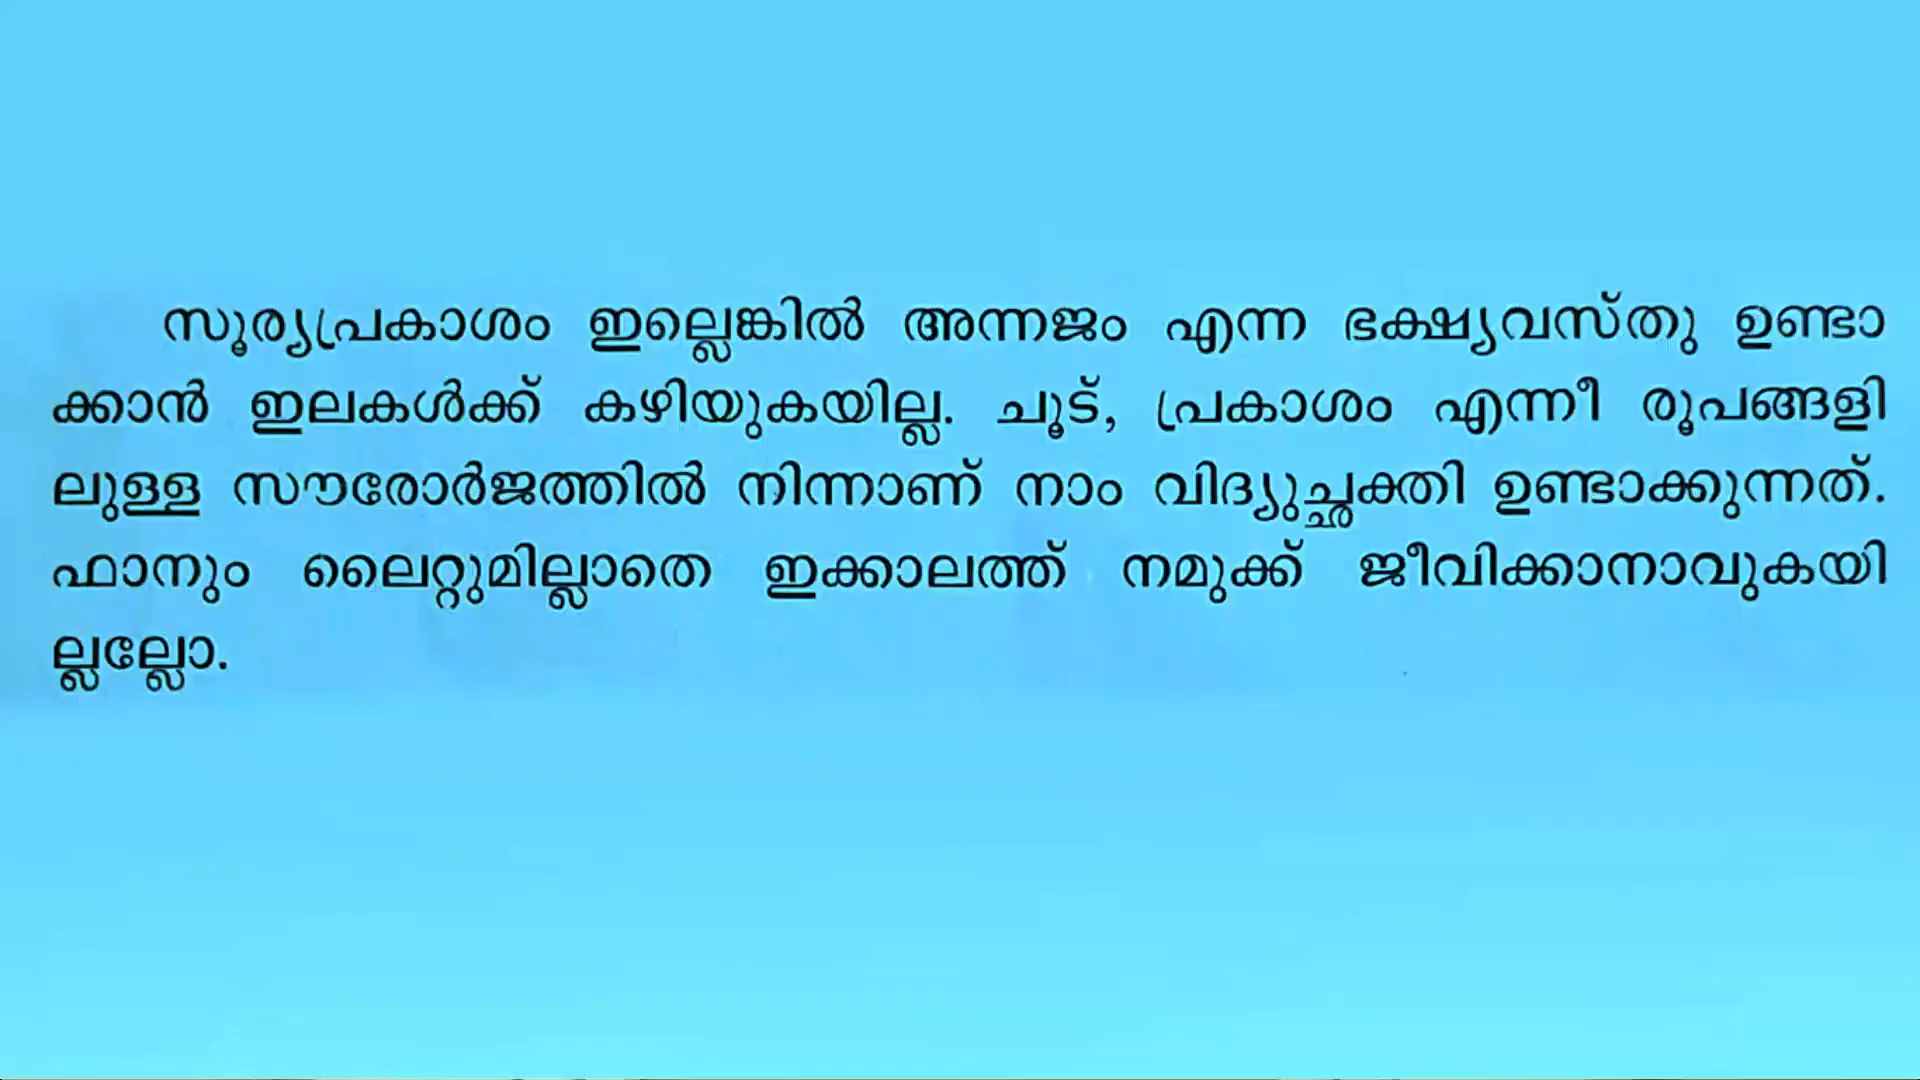 സൂര്യപ്രകാശം ഇല്ലെങ്കിൽ അന്നജം എന്ന ഭക്ഷ്യവസ്തു ഉണ്ടാ
ക്കാൻ ഇലകൾക്ക് കഴിയുകയില്ല. ചൂട്, പ്രകാശം എന്നീ രൂപങ്ങളി
ലുള്ള സൗരോർജത്തിൽ നിന്നാണ് നാം വിദ്യുച്ഛക്തി ഉണ്ടാക്കുന്നത്.
ഫാനും ലൈറ്റുമില്ലാതെ ഇക്കാലത്ത് നമുക്ക് ജീവിക്കാനാവുകയി
ല്ലല്ലോ.